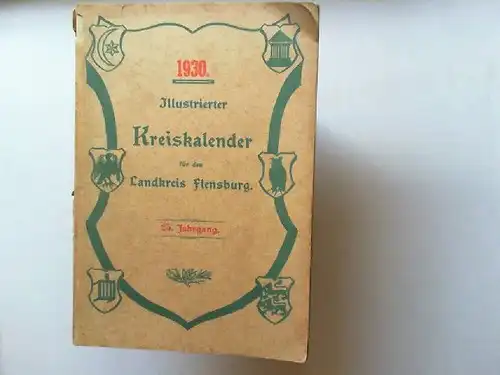 1930.
Illustrierter
Kreiskalender
für den
Landkreis Flensburg.
Jahrgang.